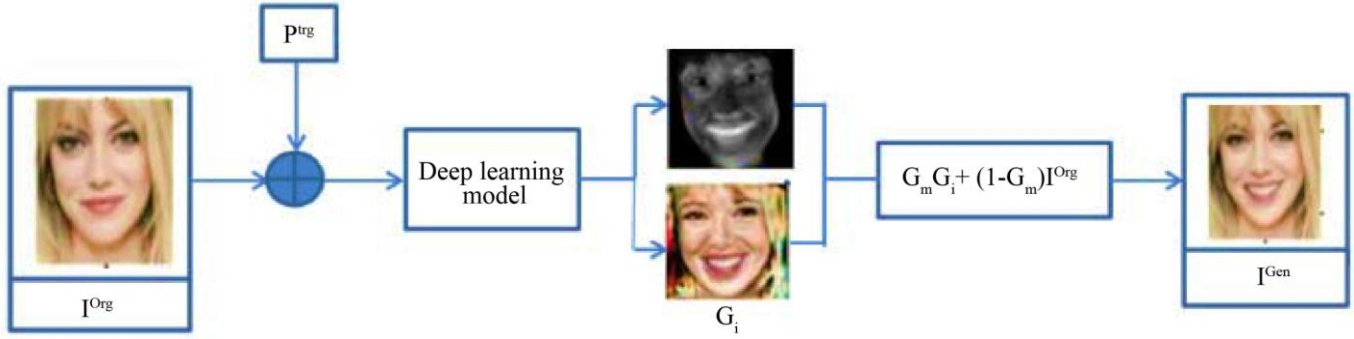 P^trg
I^Org
Deep learning
model
G_i
G_mG_i+ (1-G_m)I^Org
I^Gen